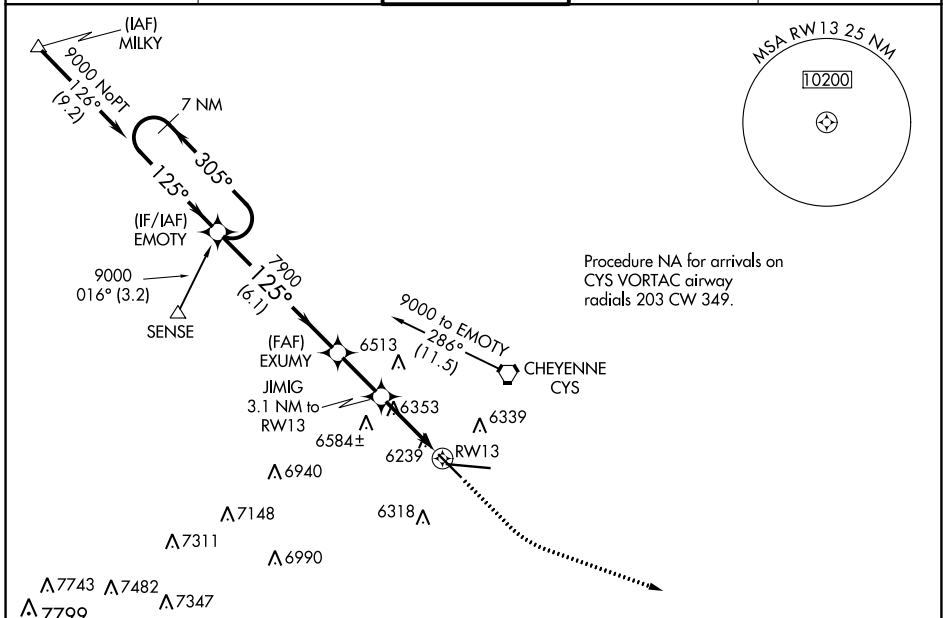 (IAF)
MILKY
9000 NoPT
126°
(9.2)
7 NM
305°
125°
(IF/IAF)
EMOTY
9000
016° (3.2)
SENSE
7900
125°
(6.1)
MSA RW13 25 NM
10200
Procedure NA for arrivals on
CYS VORTAC airway
radials 203 CW 349.
9000 to EMOTY
286°
(11.5)
CHEYENNE
CYS
(FAF)
EXUMY
6513
JIMIG
3.1 NM to
RW13
6353
6339
6584±
6239
RW13
6940
7148
6318
7311
6990
7743
7482
7347
7799